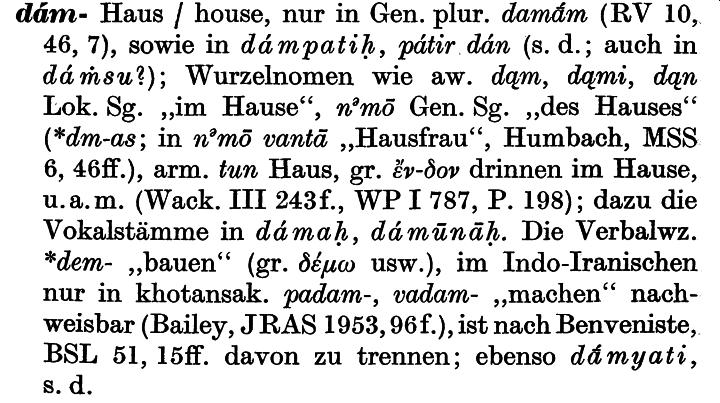 dám- Haus / house, nur in Gen. plur. damā́m (RV 10,
46, 7), sowie in dámpatiḥ, pátir dán (s. d.; auch in
dáṁsu?); Wurzelnomen wie aw. dąm, dąmi, dąn
Lok. Sg. „im Hause“, nᵊmō Gen. Sg. „des Hauses“
(*dm-as; in nᵊmō vantā „Hausfrau“, Humbach, MSS
6, 46ff.), arm. tun Haus, gr. ἔν-δον drinnen im Hause,
u. a. m. (Wack. III 243f., WP I 787, P. 198); dazu die
Vokalstämme in dámaḥ, dámūnāḥ. Die Verbalwz.
*dem- „bauen“ (gr. δέμω usw.), im Indo-Iranischen
nur in khotansak. padam-, vadam- „machen“ nach-
weisbar (Bailey, JRAS 1953, 96f.), ist nach Benveniste,
BSL 51, 15ff. davon zu trennen; ebenso dā́myati,
s. d.